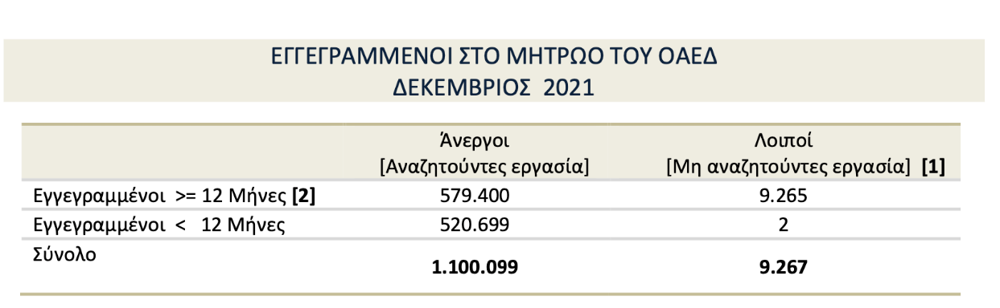 ΕΓΓΕΓΡΑΜΜΕΝΟΙ ΣΤΟ ΜΗΤΡΩΟ ΤΟΥ ΟΑΕΔ
ΔΕΚΕΜΒΡΙΟΣ 2021
Άνεργοι Λοιποί
[Αναζητούντες εργασία] [Μη αναζητούντες εργασία] [1]
Εγγεγραμμένοι >= 12 Μήνες [2] 579.400 9.265
Εγγεγραμμένοι < 12 Μήνες 520.699 2
Σύνολο 1.100.099 9.267